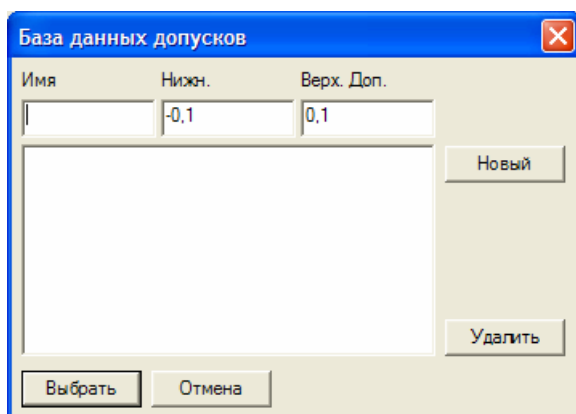 База данных допусков
Имя Нижн. Верх. Доп.
-0,1 0,1
Новый
Удалить
Выбрать Отмена